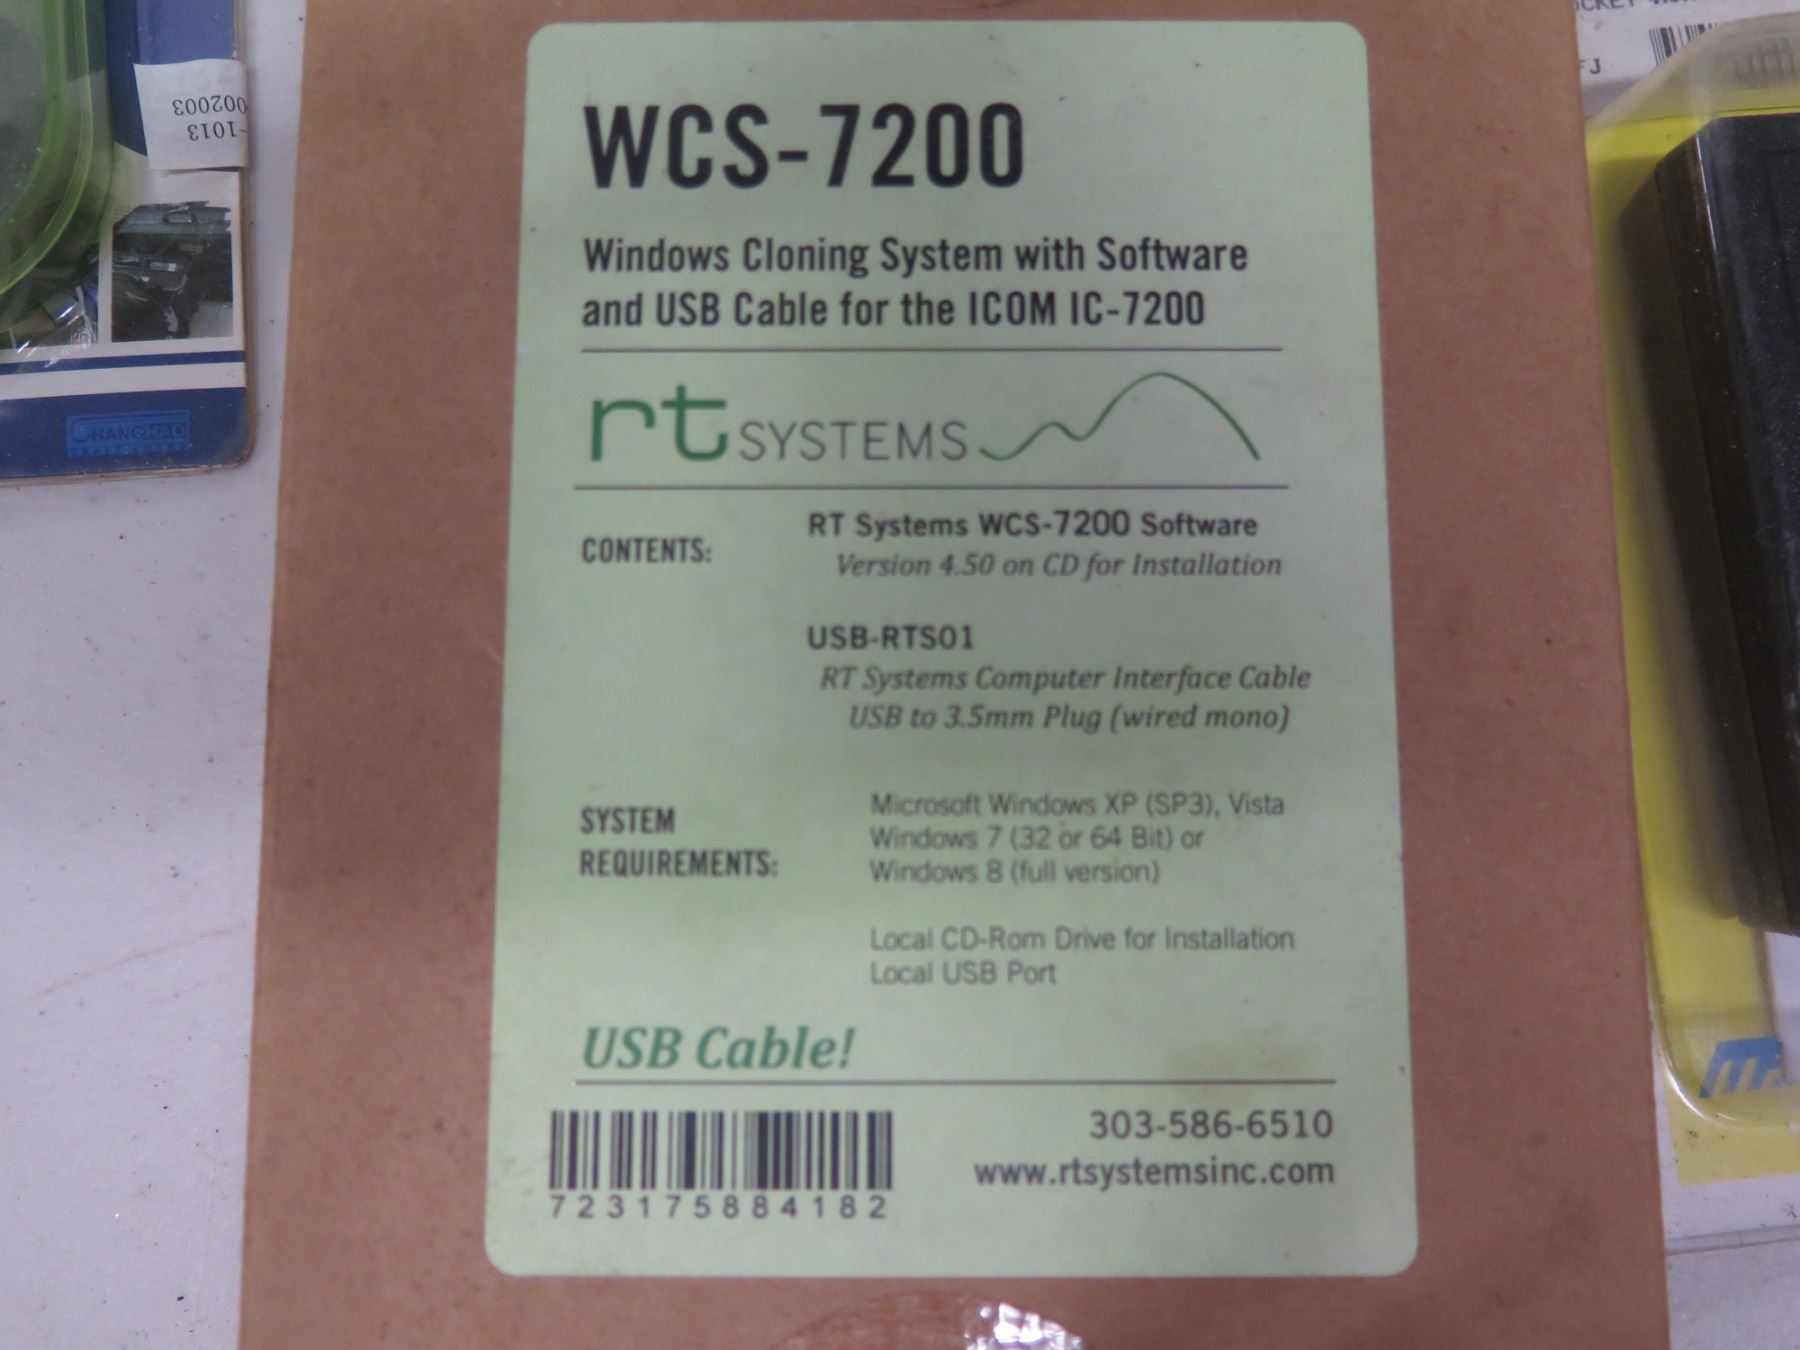 002003
-1013
CHANGHAO
WCS-7200
Windows Cloning System with Software
and USB Cable for the ICOM IC-7200
rt SYSTEMS
CONTENTS:
RT Systems WCS-7200 Software
Version 4.50 on CD for Installation
USB-RTS01
RT Systems Computer Interface Cable
USB to 3.5mm Plug (wired mono)
SYSTEM
REQUIREMENTS:
Microsoft Windows XP (SP3), Vista
Windows 7 (32 or 64 Bit) or
Windows 8 (full version)
Local CD-Rom Drive for Installation
Local USB Port
USB Cable!
723175884182
303-586-6510
www.rtsystemsinc.com